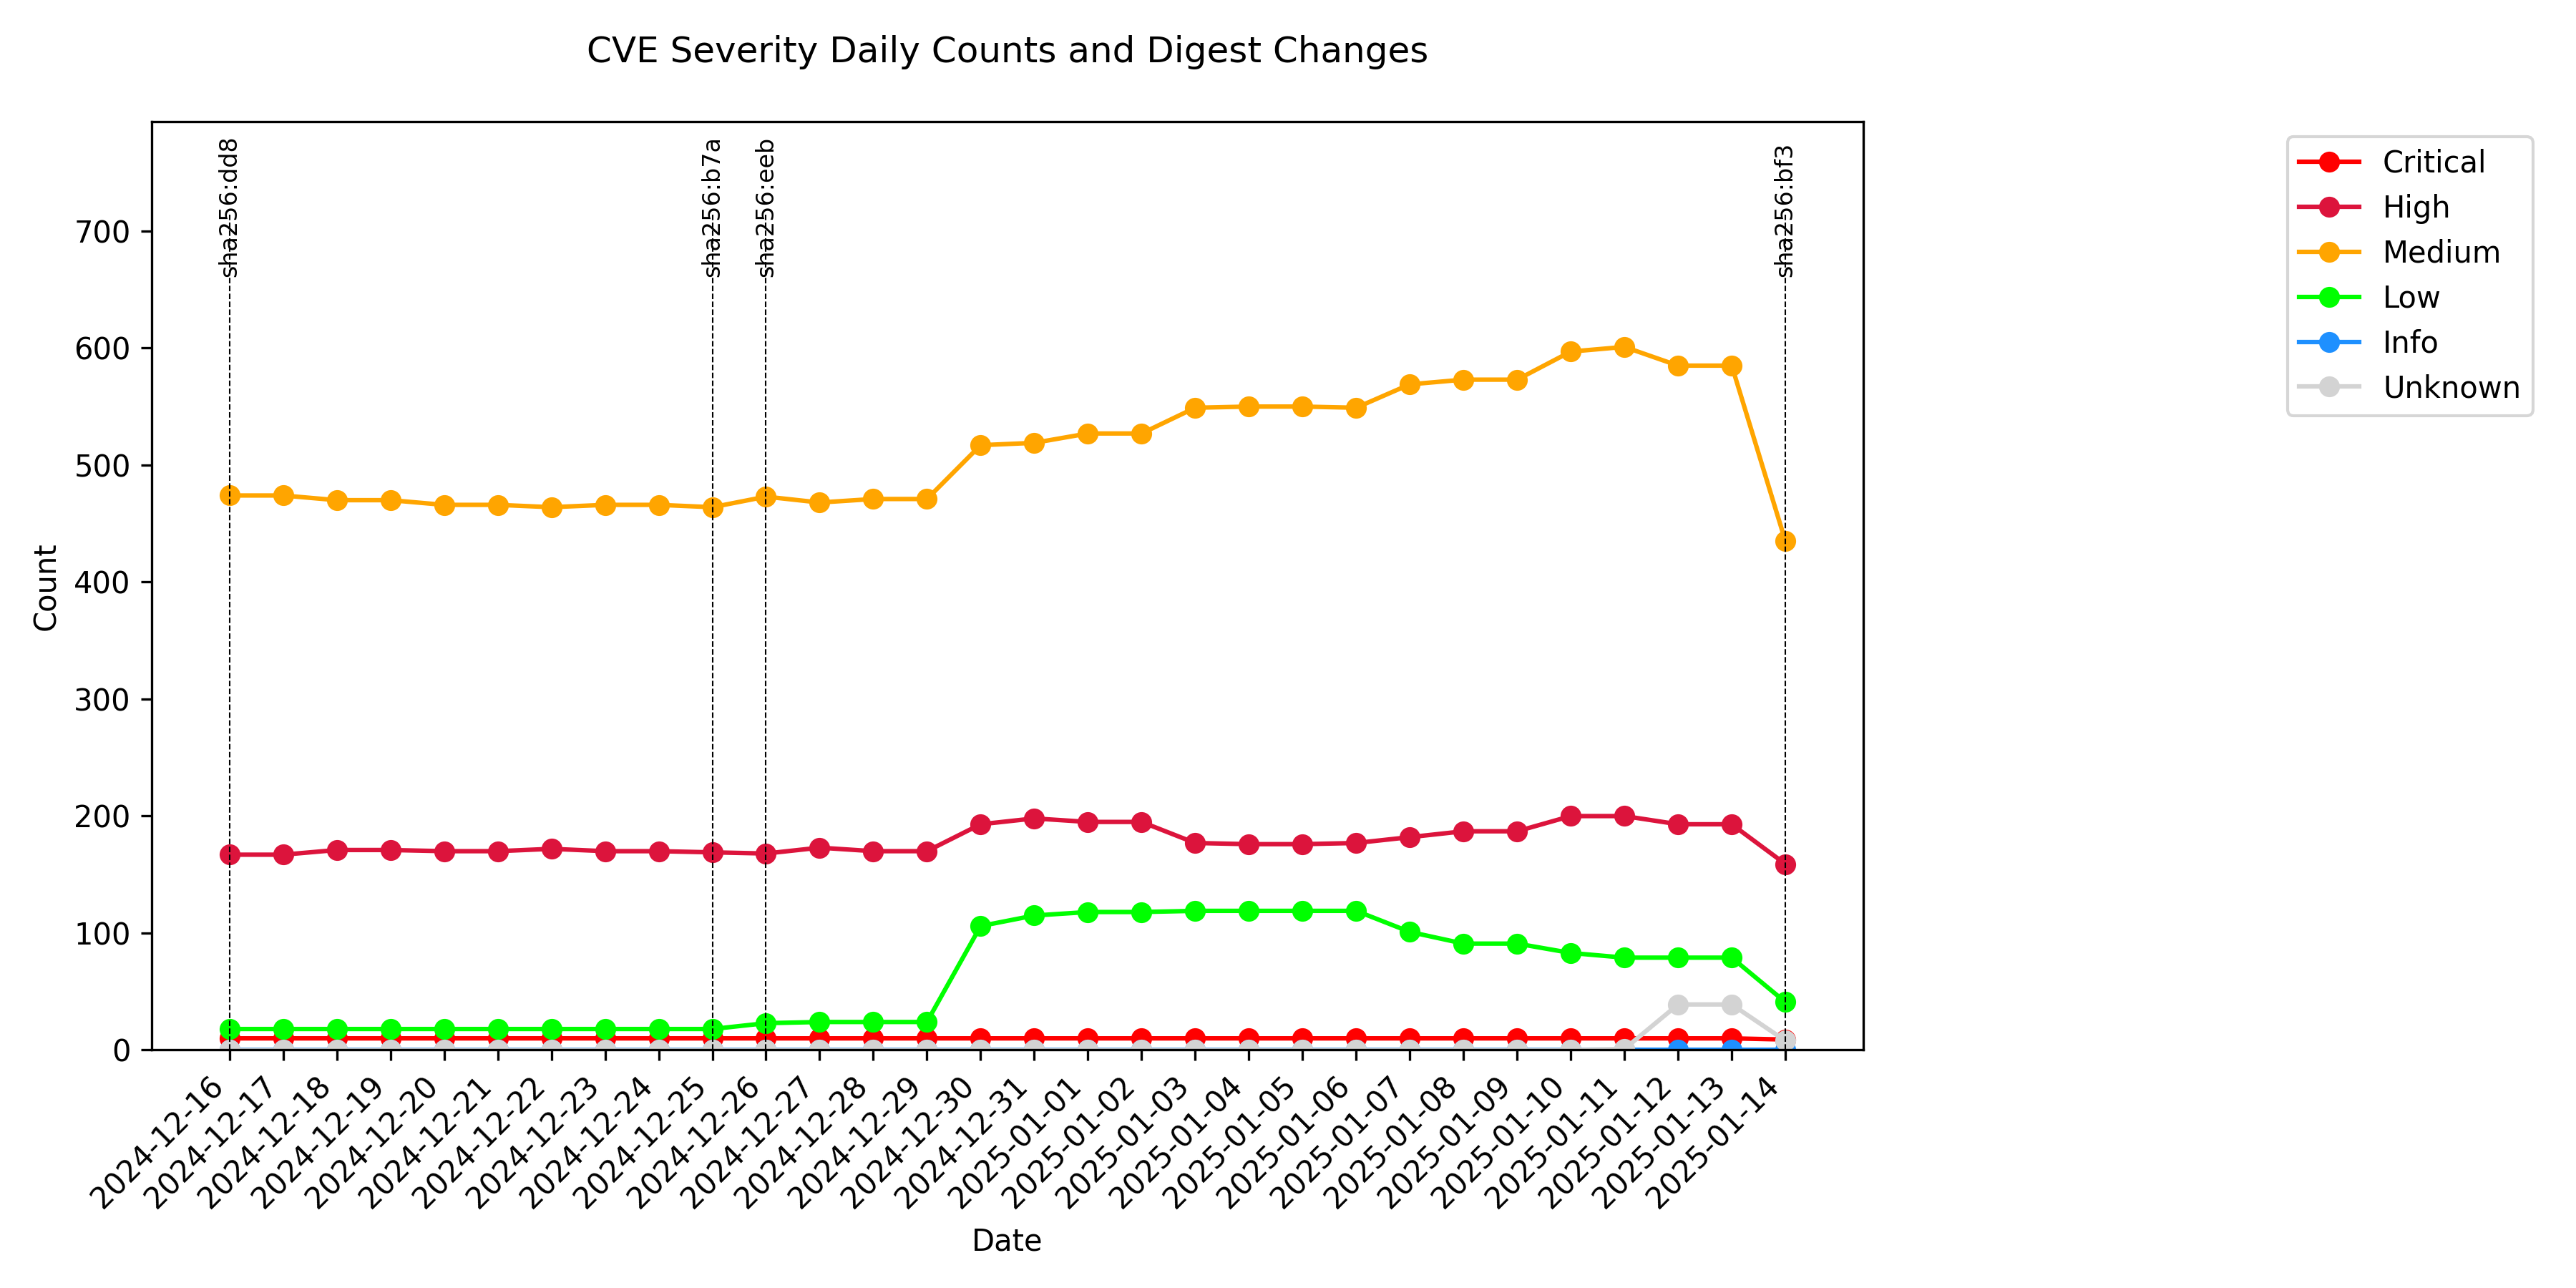 CVE Severity Daily Counts and Digest Changes
sha256:dd8
sha256:b7a
sha256:eeb
sha256:bf3
Critical
High
Medium
Low
Info
Unknown
Count
700
600
500
400
300
200
100
0
2024-12-16
2024-12-17
2024-12-18
2024-12-19
2024-12-20
2024-12-21
2024-12-22
2024-12-23
2024-12-24
2024-12-25
2024-12-26
2024-12-27
2024-12-28
2024-12-29
2024-12-30
2024-12-31
2025-01-01
2025-01-02
2025-01-03
2025-01-04
2025-01-05
2025-01-06
2025-01-07
2025-01-08
2025-01-09
2025-01-10
2025-01-11
2025-01-12
2025-01-13
2025-01-14
Date